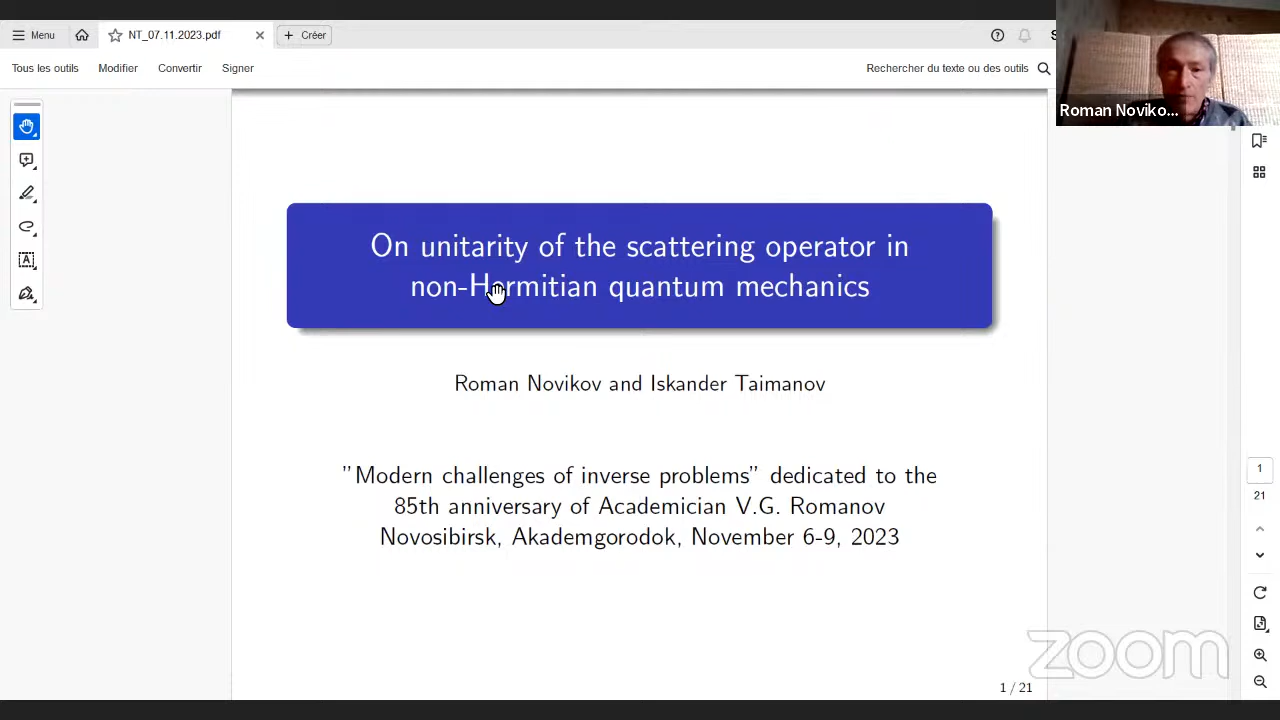 Menu
NT_07.11.2023.pdf
Créer
S
Tous les outils
Modifier
Convertir
Signer
Rechercher du texte ou des outils
Roman Noviko...
On unitarity of the scattering operator in
non-Hermitian quantum mechanics
Roman Novikov and Iskander Taimanov
"Modern challenges of inverse problems" dedicated to the
85th anniversary of Academician V.G. Romanov
Novosibirsk, Akademgorodok, November 6-9, 2023
1
21
zoom
1 / 21